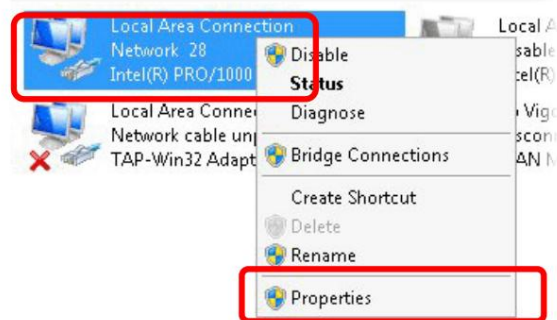 Local Area Connection
Network 28
Intel(R) PRO/1000
Local Area Conne
Network cable unp
TAP-Win32 Adapt
Disable
Status
Diagnose
Bridge Connections
Create Shortcut
Delete
Rename
Properties
Local A
sable
tel(R)
Vigo
scon
AN N